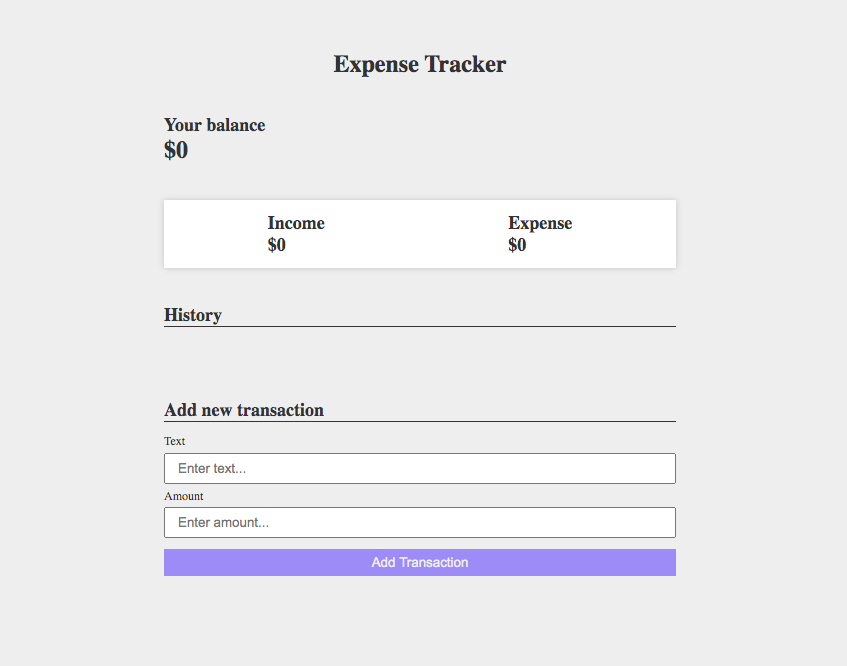 Expense Tracker
Your balance
$0
Income Expense
$0 $0
History
Add new transaction
Text
Enter text...
Amount
Enter amount...
Add Transaction